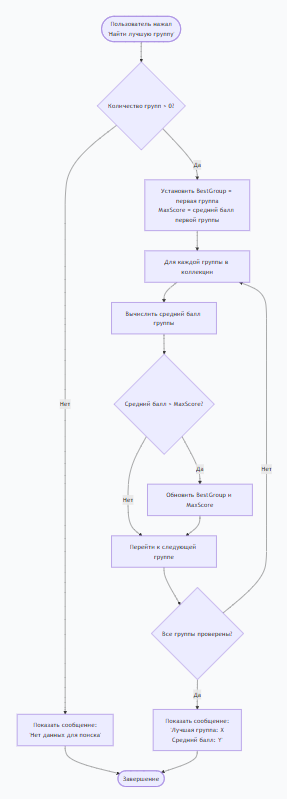 Пользователь нажал
'Найти лучшую группу'
Количество групп > 0?
Да
Установить BestGroup =
первая группа
MaxScore = средний балл
первой группы
Для каждой группы в
коллекции
Вычислить средний балл
группы
Средний балл > MaxScore?
Нет
Да
Нет
Обновить BestGroup и
MaxScore
Нет
Перейти к следующей
группе
Все группы проверены?
Да
Показать сообщение:
'Нет данных для поиска'
Показать сообщение:
'Лучшая группа: X
Средний балл: Y'
Завершение